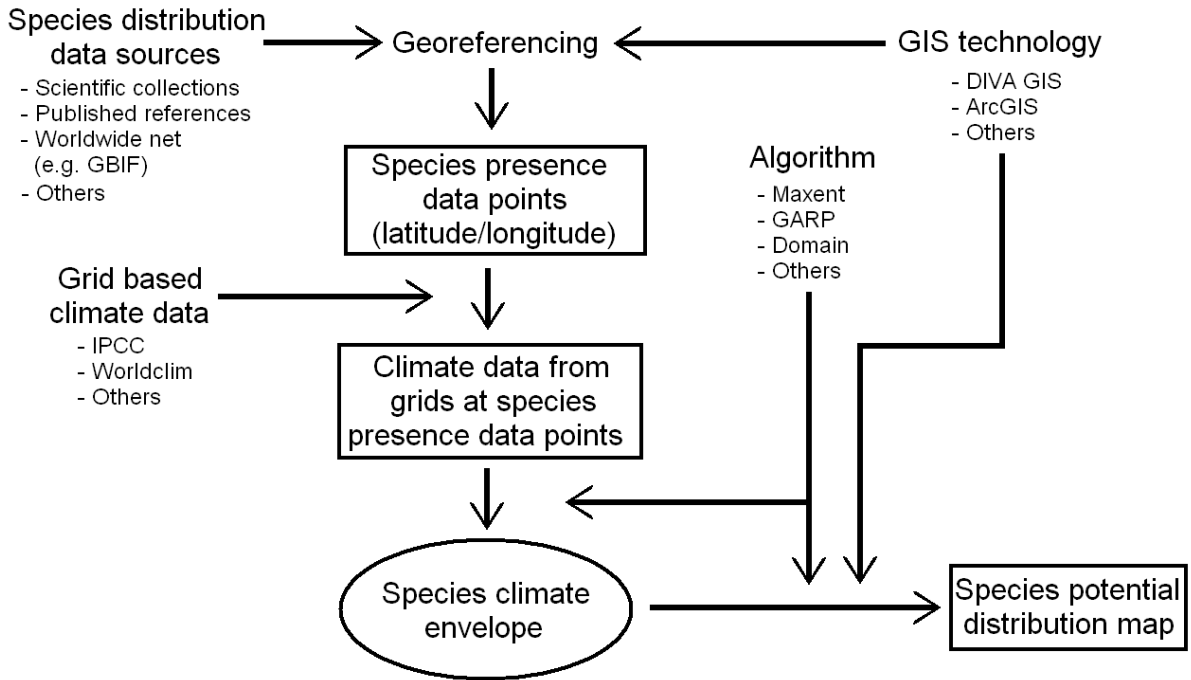 Species distribution
data sources
- Scientific collections
- Published references
- Worldwide net
(e.g. GBIF)
- Others
Georeferencing
GIS technology
- DIVA GIS
- ArcGIS
- Others
Species presence
data points
(latitude/longitude)
Algorithm
- Maxent
- GARP
- Domain
- Others
Grid based
climate data
- IPCC
- Worldclim
- Others
Climate data from
grids at species
presence data points
Species climate
envelope
Species potential
distribution map